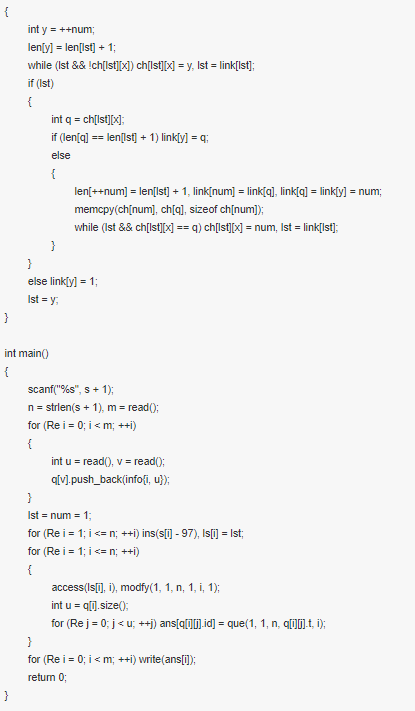 {
int y = ++num;
len[y] = len[lst] + 1;
while (lst && !ch[lst][x]) ch[lst][x] = y, lst = link[lst];
if (lst)
{
int q = ch[lst][x];
if (len[q] == len[lst] + 1) link[y] = q;
else
{
len[++num] = len[lst] + 1, link[num] = link[q], link[q] = link[y] = num;
memcpy(ch[num], ch[q], sizeof ch[num]);
while (lst && ch[lst][x] == q) ch[lst][x] = num, lst = link[lst];
}
}
else link[y] = 1;
lst = y;
}
int main()
{
scanf("%s", s + 1);
n = strlen(s + 1), m = read();
for (Re i = 0; i < m; ++i)
{
int u = read(), v = read();
q[v].push_back(info{i, u});
}
lst = num = 1;
for (Re i = 1; i <= n; ++i) ins(s[i] - 97), ls[i] = lst;
for (Re i = 1; i <= n; ++i)
{
access(ls[i], i), modfy(1, 1, n, 1, i, 1);
int u = q[i].size();
for (Re j = 0; j < u; ++j) ans[q[i][j].id] = que(1, 1, n, q[i][j].t, i);
}
for (Re i = 0; i < m; ++i) write(ans[i]);
return 0;
}